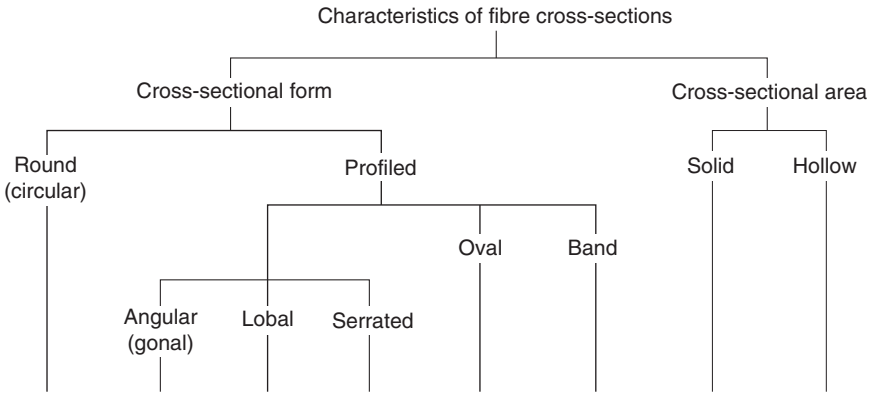 Characteristics of fibre cross-sections
Cross-sectional form
Cross-sectional area
Round
(circular)
Profiled
Solid
Hollow
Oval
Band
Angular
(gonal)
Lobal
Serrated